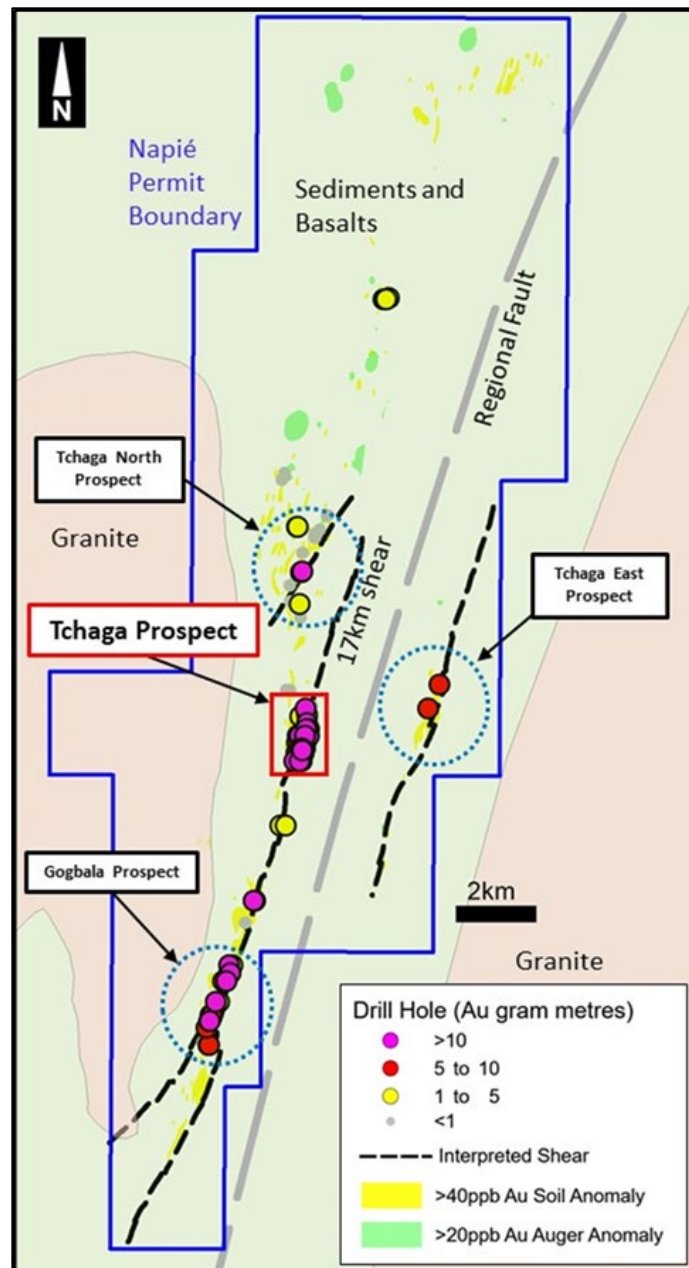 N
Napié
Permit
Boundary
Sediments and
Basalts
Regional Fault
Tchaga North
Prospect
Granite
17km shear
Tchaga East
Prospect
Tchaga Prospect
Gogbala Prospect
2km
Granite
Drill Hole (Au gram metres)
>10
5 to 10
1 to 5
<1
Interpreted Shear
>40ppb Au Soil Anomaly
>20ppb Au Auger Anomaly